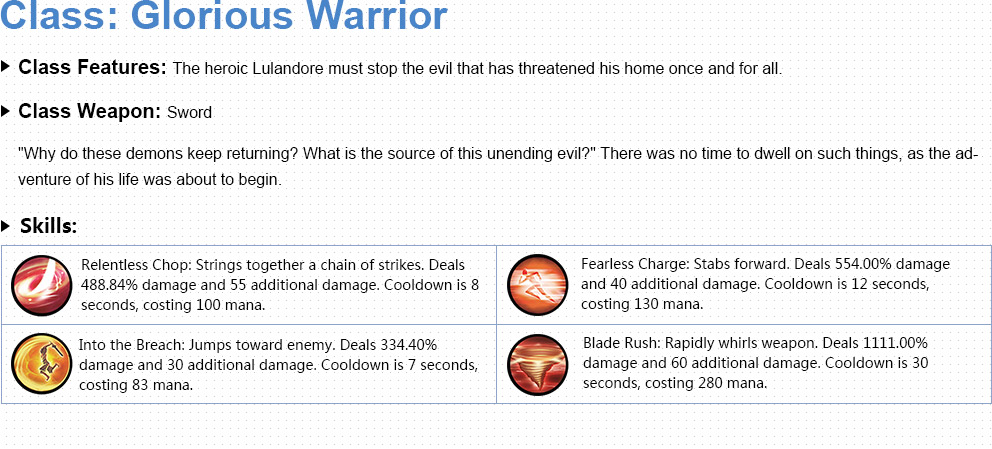 Class: Glorious Warrior
Class Features: The heroic Lulandore must stop the evil that has threatened his home once and for all.
Class Weapon: Sword
"Why do these demons keep returning? What is the source of this unending evil?" There was no time to dwell on such things, as the ad-
venture of his life was about to begin.
Skills:
Relentless Chop: Strings together a chain of strikes. Deals
488.84% damage and 55 additional damage. Cooldown is 8
seconds, costing 100 mana.
Fearless Charge: Stabs forward. Deals 554.00% damage
and 40 additional damage. Cooldown is 12 seconds,
costing 130 mana.
Into the Breach: Jumps toward enemy. Deals 334.40%
damage and 30 additional damage. Cooldown is 7 seconds,
costing 83 mana.
Blade Rush: Rapidly whirls weapon. Deals 1111.00%
damage and 60 additional damage. Cooldown is 30
seconds, costing 280 mana.